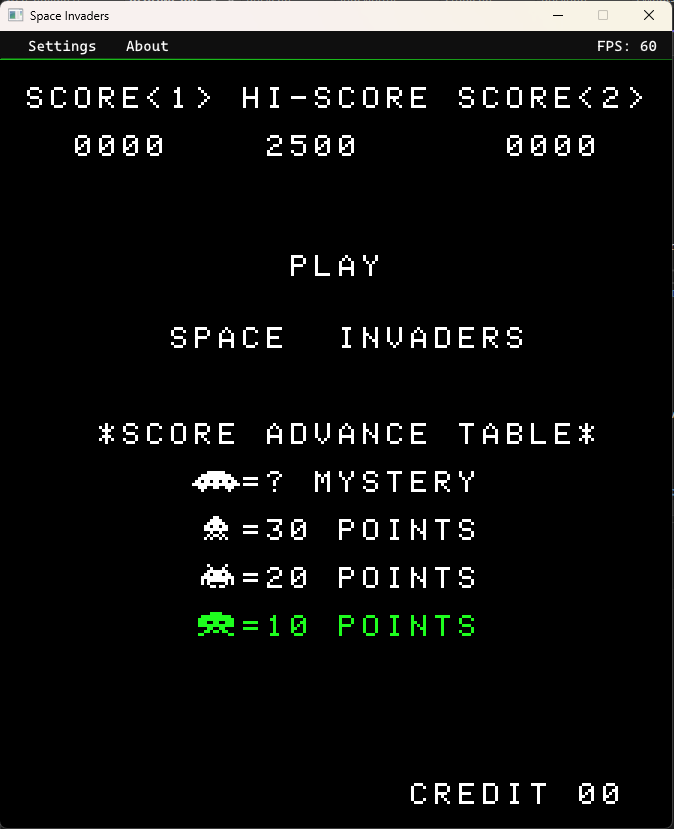 Space Invaders
Settings About FPS: 60
SCORE<1> HI-SCORE SCORE<2>
0000 2500 0000
PLAY
SPACE INVADERS
*SCORE ADVANCE TABLE*
=? MYSTERY
=30 POINTS
=20 POINTS
=10 POINTS
CREDIT 00